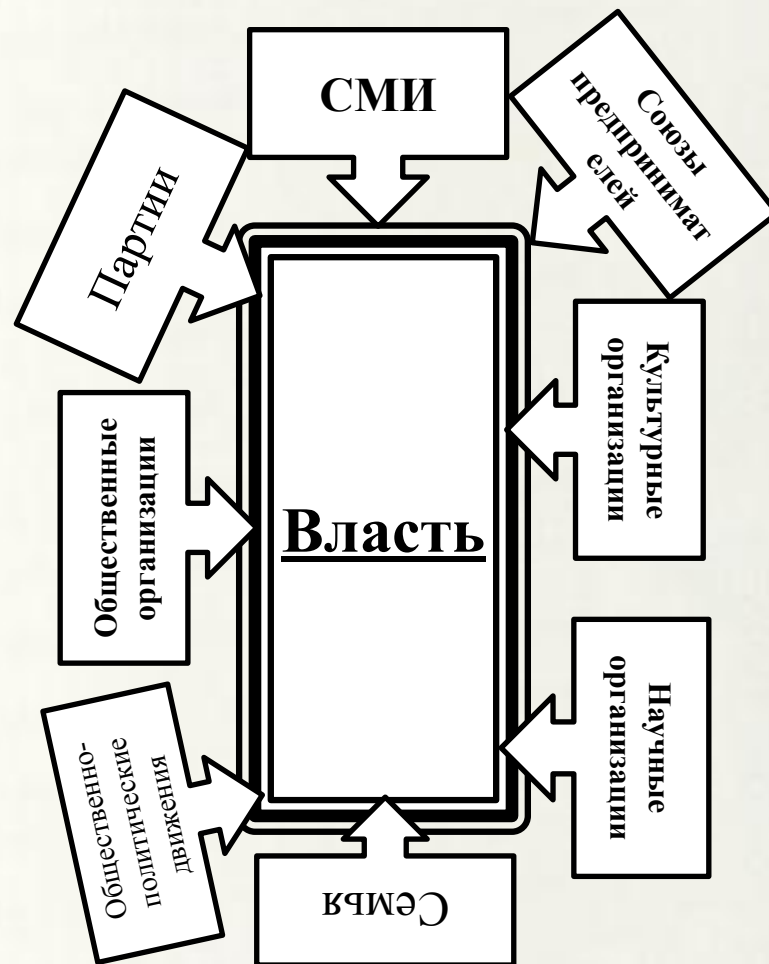 СМИ
Союзы
предпринимат
елей
Партии
Культурные
организации
Общественные
организации
Власть
Научные
организации
Общественно-
политические
движения
Семья